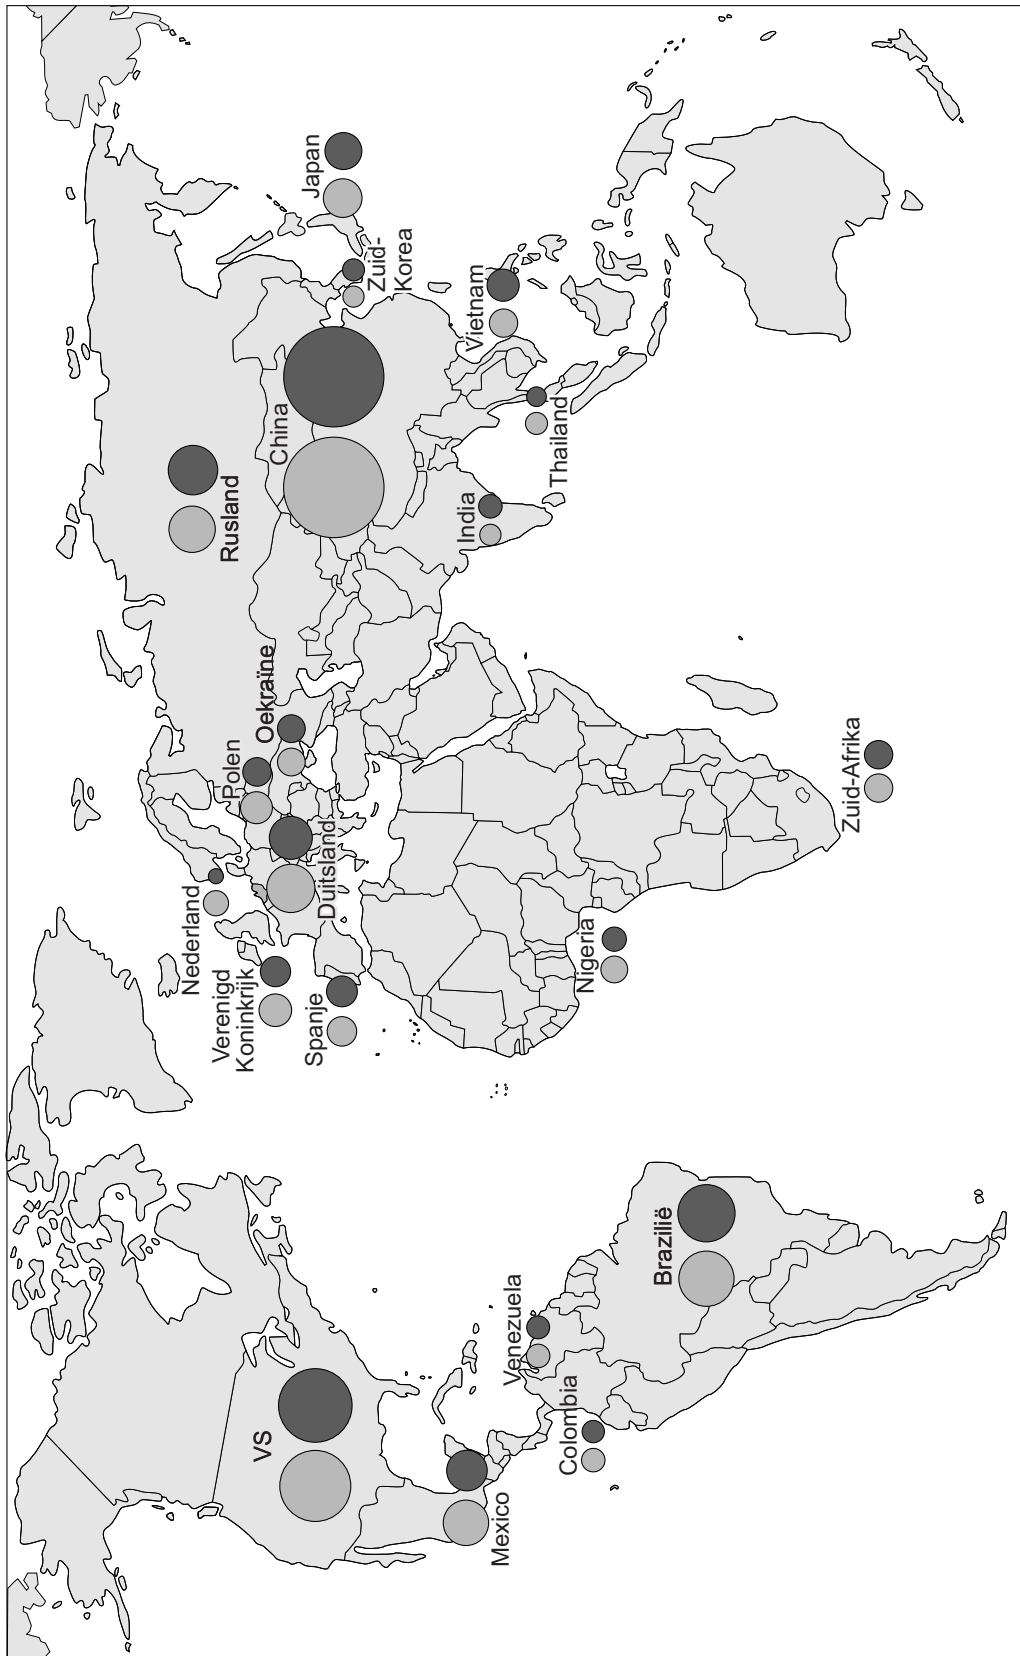 VS
Mexico
Colombia
Venezuela
Brazilië
Nederland
Verenigd
Koninkrijk
Spanje
Duitsland
Polen
Oekraïne
Nigeria
Zuid-Afrika
Rusland
China
India
Thailand
Vietnam
Zuid-
Korea
Japan